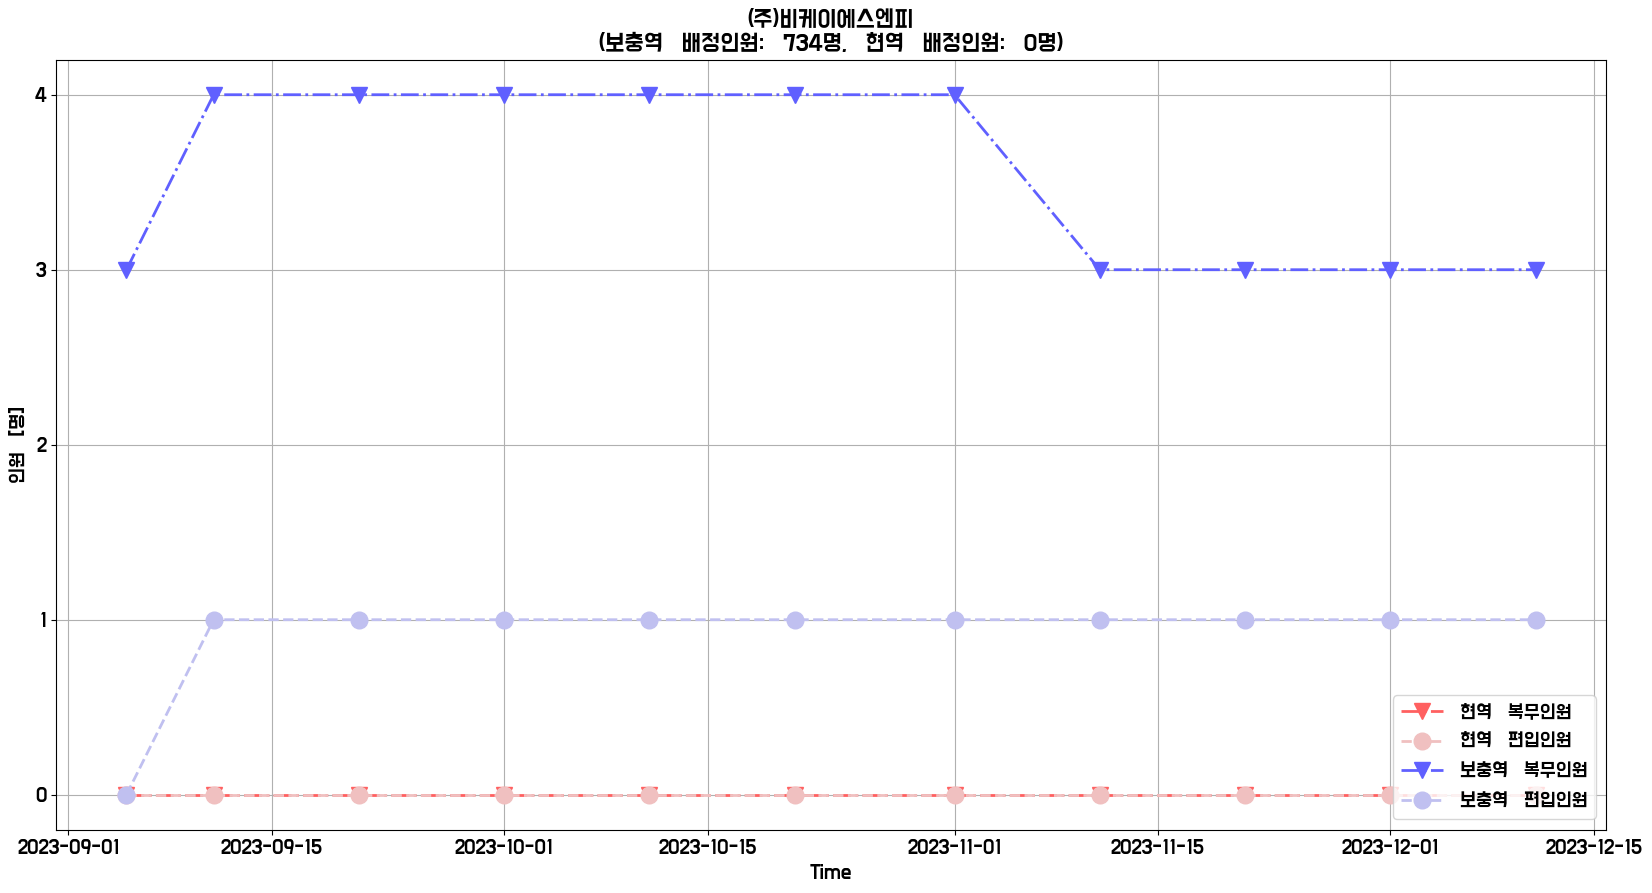 (주)비케이에스엔피
(보충역 배정인원: 734명, 현역 배정인원: 0명)
4
3
2
1
0
인원 [명]
2023-09-01 2023-09-15 2023-10-01 2023-10-15 2023-11-01 2023-11-15 2023-12-01 2023-12-15
Time
현역 복무인원
현역 편입인원
보충역 복무인원
보충역 편입인원